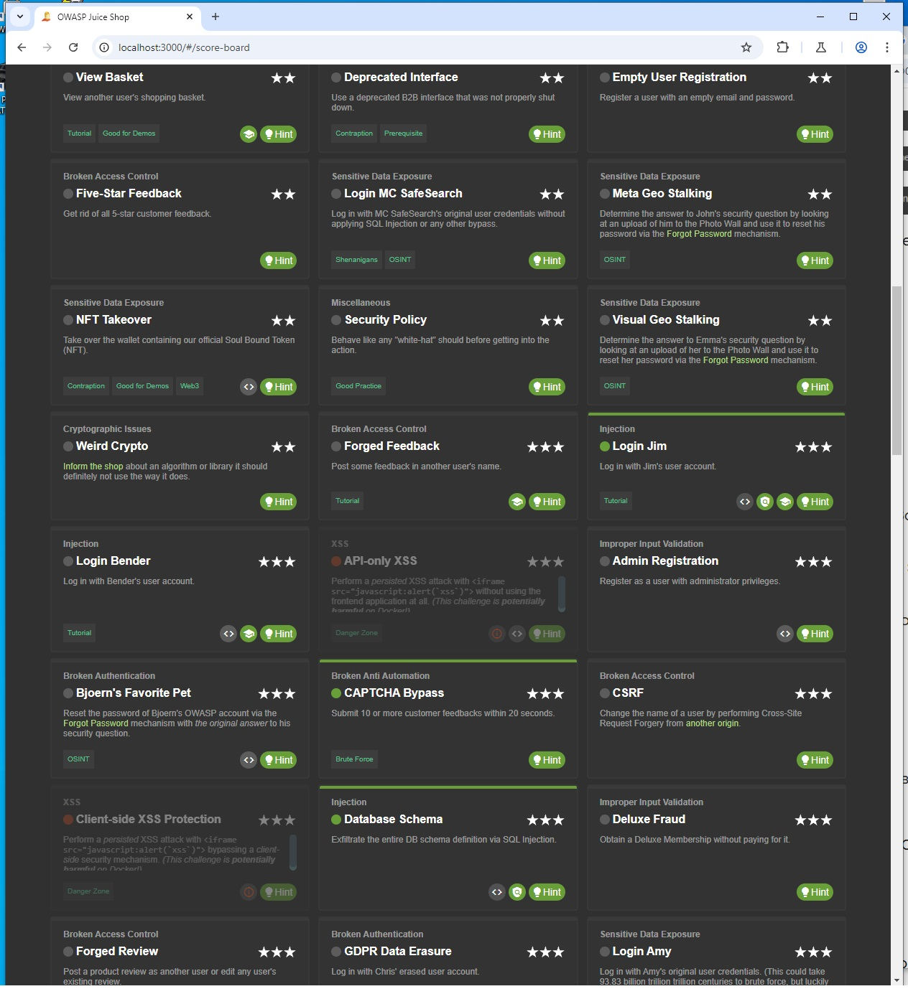 OWASP Juice Shop
localhost:3000/#/score-board
View Basket
View another user's shopping basket.
Tutorial Good for Demos Hint
Deprecated Interface
Use a deprecated B2B interface that was not properly shut
down.
Contraption Prerequisite Hint
Empty User Registration
Register a user with an empty email and password.
Hint
Broken Access Control
Five-Star Feedback
Get rid of all 5-star customer feedback.
Hint
Sensitive Data Exposure
Login MC SafeSearch
Log in with MC SafeSearch's original user credentials without
applying SQL Injection or any other bypass.
Shenanigans OSINT Hint
Sensitive Data Exposure
Meta Geo Stalking
Determine the answer to John's security question by looking
at an upload of him to the Photo Wall and use it to reset his
password via the Forgot Password mechanism.
OSINT Hint
Sensitive Data Exposure
NFT Takeover
Take over the wallet containing our official Soul Bound Token
(NFT).
Contraption Good for Demos Web3 <> Hint
Miscellaneous
Security Policy
Behave like any "white-hat" should before getting into the
action.
Good Practice Hint
Sensitive Data Exposure
Visual Geo Stalking
Determine the answer to Emma's security question by
looking at an upload of her to the Photo Wall and use it to
reset her password via the Forgot Password mechanism.
OSINT Hint
Cryptographic Issues
Weird Crypto
Inform the shop about an algorithm or library it should
definitely not use the way it does.
Hint
Broken Access Control
Forged Feedback
Post some feedback in another user's name.
Tutorial Hint
Injection
Login Jim
Log in with Jim's user account.
Tutorial <> Hint
Injection
Login Bender
Log in with Bender's user account.
Tutorial <> Hint
XSS
API-only XSS
Perform a persisted XSS attack with <iframe
src="javascript:alert(`xss`)"> without using the
frontend application at all. (This challenge is potentially
harmful on Docker!)
Danger Zone <> Hint
Improper Input Validation
Admin Registration
Register as a user with administrator privileges.
<> Hint
Broken Authentication
Bjoern's Favorite Pet
Reset the password of Bjoern's OWASP account via the
Forgot Password mechanism with the original answer to his
security question.
OSINT <> Hint
Broken Anti Automation
CAPTCHA Bypass
Submit 10 or more customer feedbacks within 20 seconds.
Brute Force Hint
Broken Access Control
CSRF
Change the name of a user by performing Cross-Site
Request Forgery from another origin.
Hint
XSS
Client-side XSS Protection
Perform a persisted XSS attack with <iframe
src="javascript:alert(`xss`)"> bypassing a client-
side security mechanism. (This challenge is potentially
harmful on Docker!)
Danger Zone Hint
Injection
Database Schema
Exfiltrate the entire DB schema definition via SQL Injection.
<> Hint
Improper Input Validation
Deluxe Fraud
Obtain a Deluxe Membership without paying for it.
Hint
Broken Access Control
Forged Review
Post a product review as another user or edit any user's
existing review.
Broken Authentication
GDPR Data Erasure
Log in with Chris' erased user account.
Sensitive Data Exposure
Login Amy
Log in with Amy's original user credentials. (This could take
93.83 billion trillion trillion centuries to brute force, but luckily